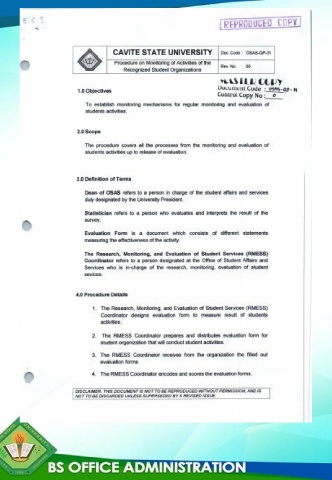 REPRODUCED COPY
CAVITE STATE UNIVERSITY
Procedure on Monitoring of Activities of the
Recognized Student Organizations
Doc Code : OSAS-QP-31
Rev. No. : 00
MASTER COPY
Document Code : OSAS-QP-31
Control Copy No: 0
1.0 Objectives
To establish monitoring mechanisms for regular monitoring and evaluation of
students activities.
2.0 Scope
The procedure covers all the processes from the monitoring and evaluation of
students activities up to release of evaluation.
3.0 Definition of Terms
Dean of OSAS refers to a person in charge of the student affairs and services
duly designated by the University President.
Statistician refers to a person who evaluates and interprets the result of the
survey.
Evaluation Form is a document which consists of different statements
measuring the effectiveness of the activity.
The Research, Monitoring, and Evaluation of Student Services (RMESS)
Coordinator refers to a person designated at the Office of Student Affairs and
Services who is in-charge of the research, monitoring, evaluation of student
sevices.
4.0 Procedure Details
1. The Research, Monitoring, and Evaluation of Student Services (RMESS)
Coordinator designs evaluation form to measure result of students
activities.
2. The RMESS Coordinator prepares and distributes evaluation form for
student organization that will conduct student activities.
3. The RMESS Coordinator receives from the organization the filled out
evaluation forms
4. The RMESS Coordinator encodes and scores the evaluation forms.
DISCLAIMER: THIS DOCUMENT IS NOT TO BE REPRODUCED WITHOUT PERMISSION, AND IS
NOT TO BE DISCARDED UNLESS SUPERSEDED BY A REVISED ISSUE.
BS OFFICE ADMINISTRATION